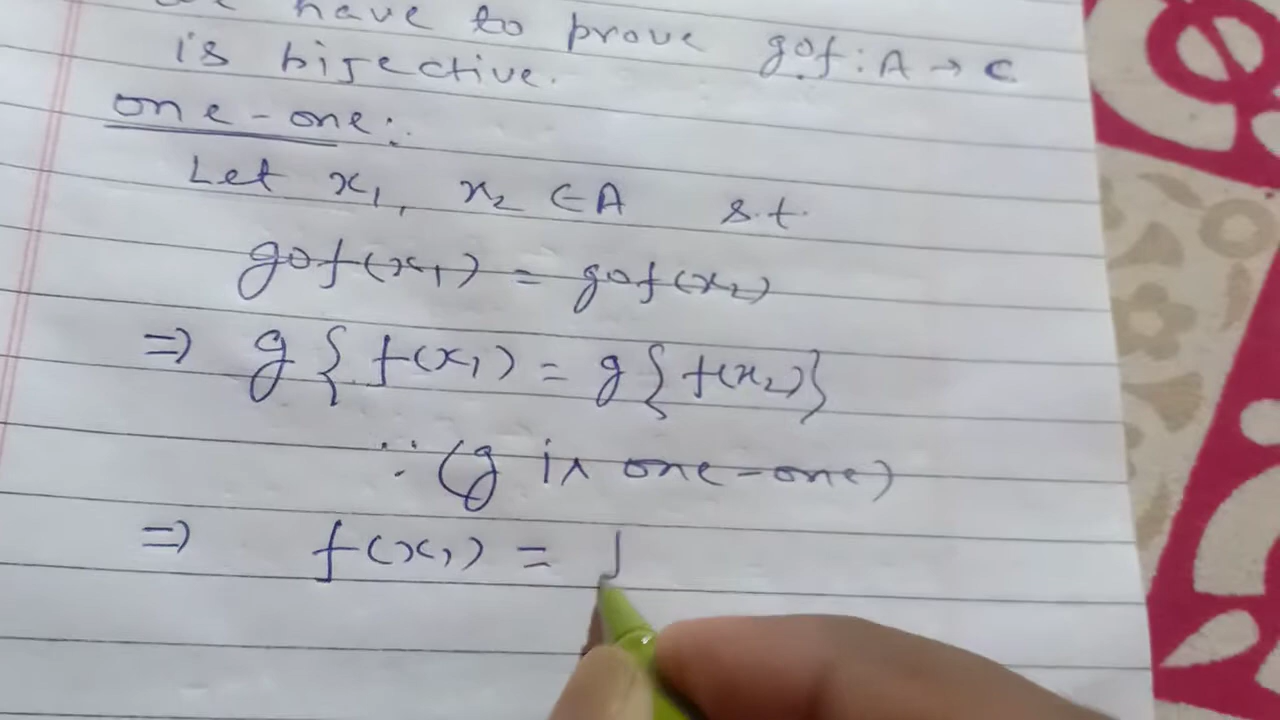 have to prove gof : A → C
is bijective.
one-one :.
Let x₁, x₂ ∈ A s.t.
gof(x₁) = gof(x₂)
⇒ g{ f(x₁) = g{ f(x₂)}
∵ (g is one-one)
⇒ f(x₁) =